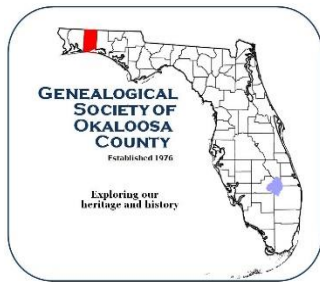 GENEALOGICAL
SOCIETY OF
OKALOOSA
COUNTY
Established 1976
Exploring our
heritage and history